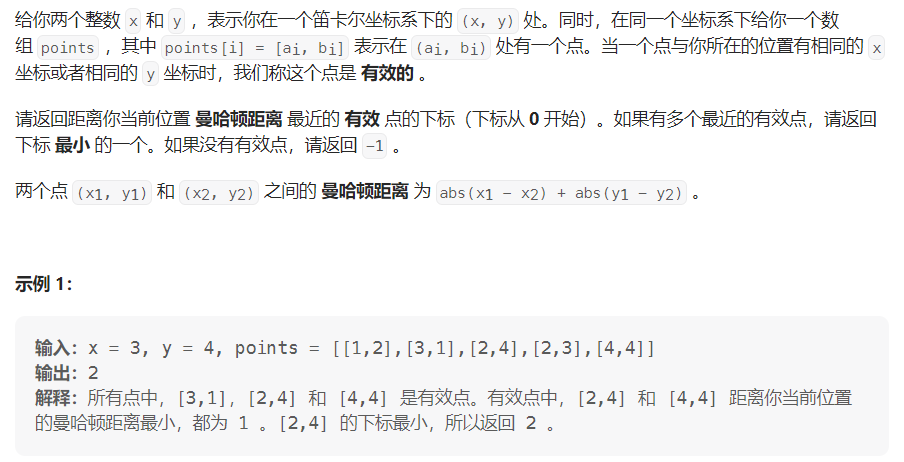 给你两个整数 x 和 y ，表示你在一个笛卡尔坐标系下的 (x, y) 处。同时，在同一个坐标系下给你一个数
组 points ，其中 points[i] = [ai, bi] 表示在 (ai, bi) 处有一个点。当一个点与你所在的位置有相同的 x
坐标或者相同的 y 坐标时，我们称这个点是 有效的 。
请返回距离你当前位置 曼哈顿距离 最近的 有效 点的下标（下标从 0 开始）。如果有多个最近的有效点，请返回
下标 最小 的一个。如果没有有效点，请返回 -1 。
两个点 (x1, y1) 和 (x2, y2) 之间的 曼哈顿距离 为 abs(x1 - x2) + abs(y1 - y2) 。
示例 1：
输入：x = 3, y = 4, points = [[1,2],[3,1],[2,4],[2,3],[4,4]]
输出：2
解释：所有点中，[3,1]，[2,4] 和 [4,4] 是有效点。有效点中，[2,4] 和 [4,4] 距离你当前位置
的曼哈顿距离最小，都为 1 。[2,4] 的下标最小，所以返回 2 。